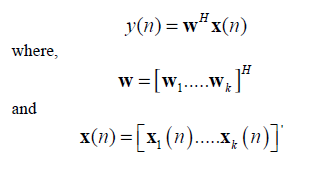 y(n) = w^H x(n)
where,
w = [w_1.....w_k]^H
and
x(n) = [x_1(n).....x_k(n)]'